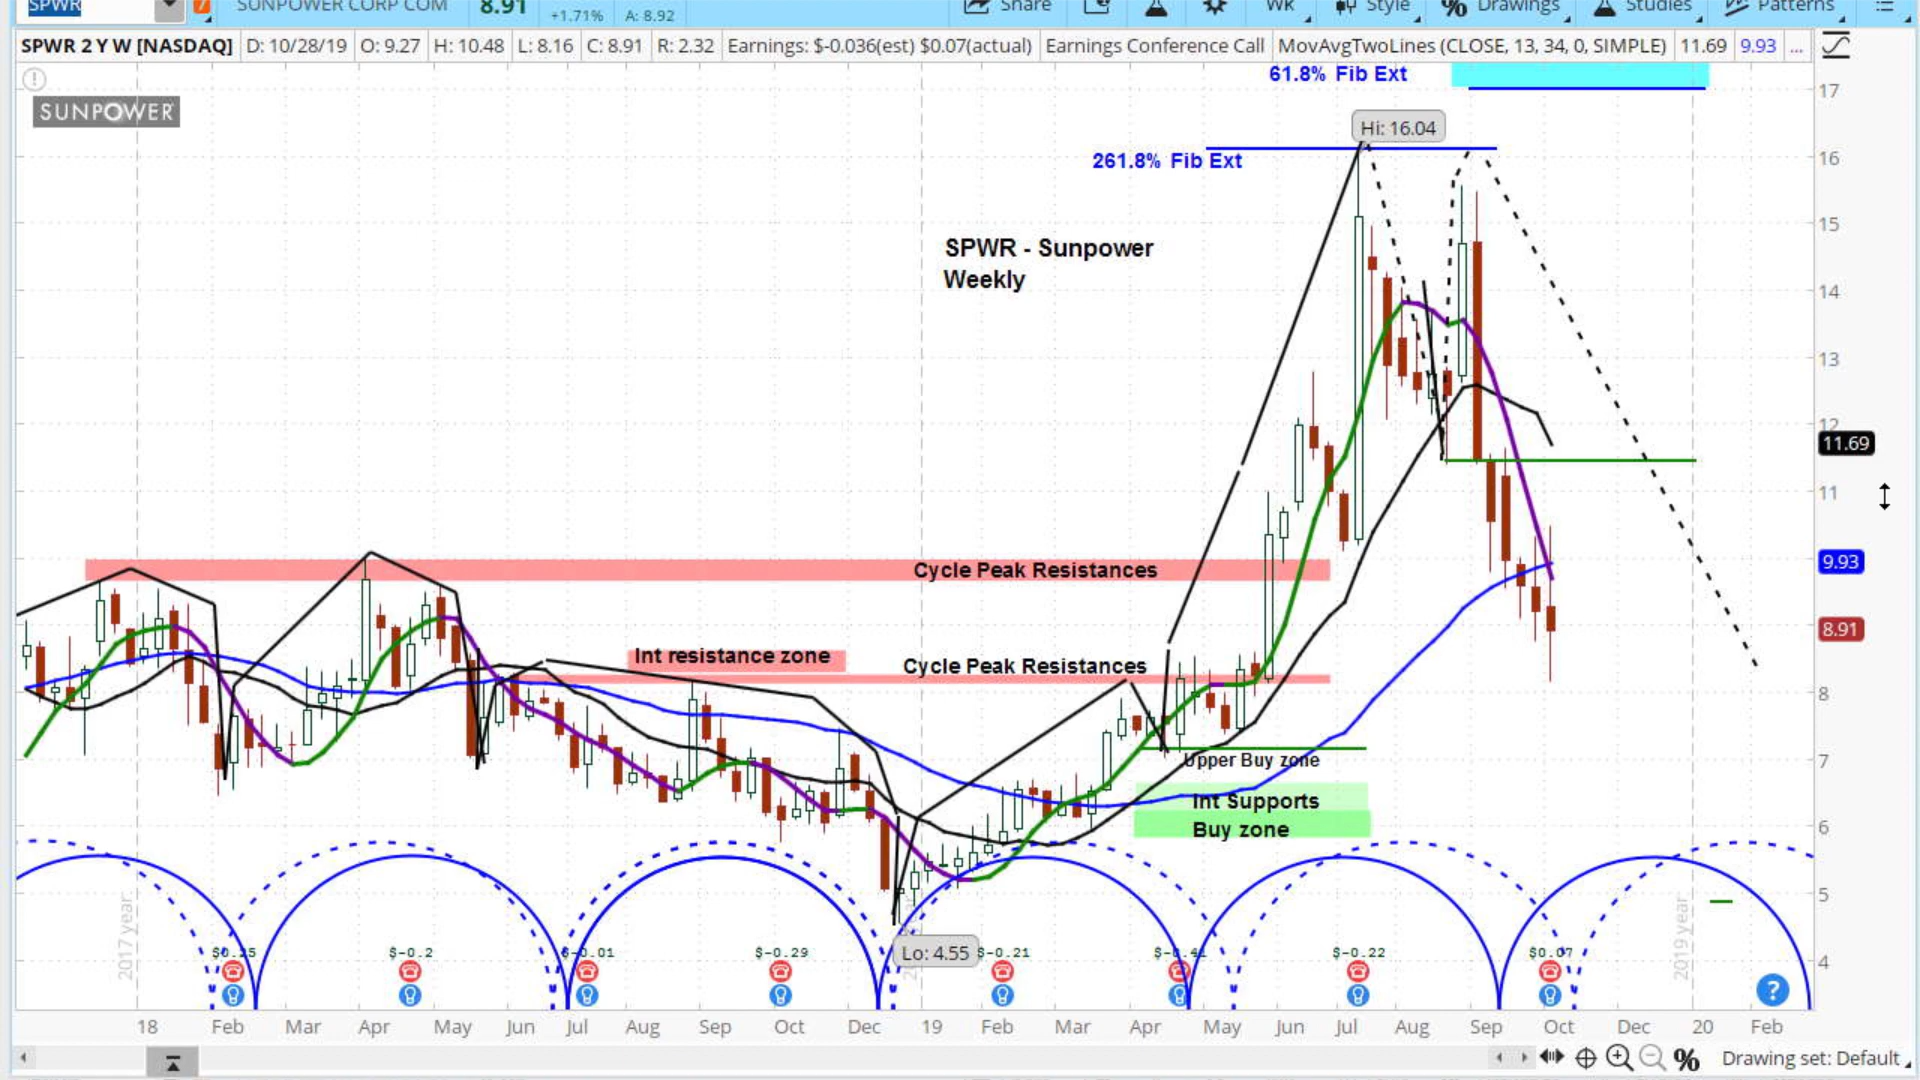 SPWR
SUNPOWER CORP COM
8.91
+1.71%
A: 8.92
Share
Wk
Style
% Drawings
Studies
Patterns
SPWR 2 Y W [NASDAQ] D: 10/28/19 O: 9.27 H: 10.48 L: 8.16 C: 8.91 R: 2.32 Earnings: $-0.036(est) $0.07(actual) Earnings Conference Call MovAvgTwoLines (CLOSE, 13, 34, 0, SIMPLE) 11.69 9.93 ...
61.8% Fib Ext
17
SUNPOWER
Hi: 16.04
261.8% Fib Ext
16
15
SPWR - Sunpower
Weekly
14
13
12
11.69
11
Cycle Peak Resistances
9.93
8.91
Int resistance zone
Cycle Peak Resistances
8
Upper Buy zone
7
Int Supports
Buy zone
6
5
2017 year
2019 year
$-0.2
$-0.29
Lo: 4.55
$-0.21
$-0.22
$0.07
4
?
18 Feb Mar Apr May Jun Jul Aug Sep Oct Dec 19 Feb Mar Apr May Jun Jul Aug Sep Oct Dec 20 Feb
% Drawing set: Default